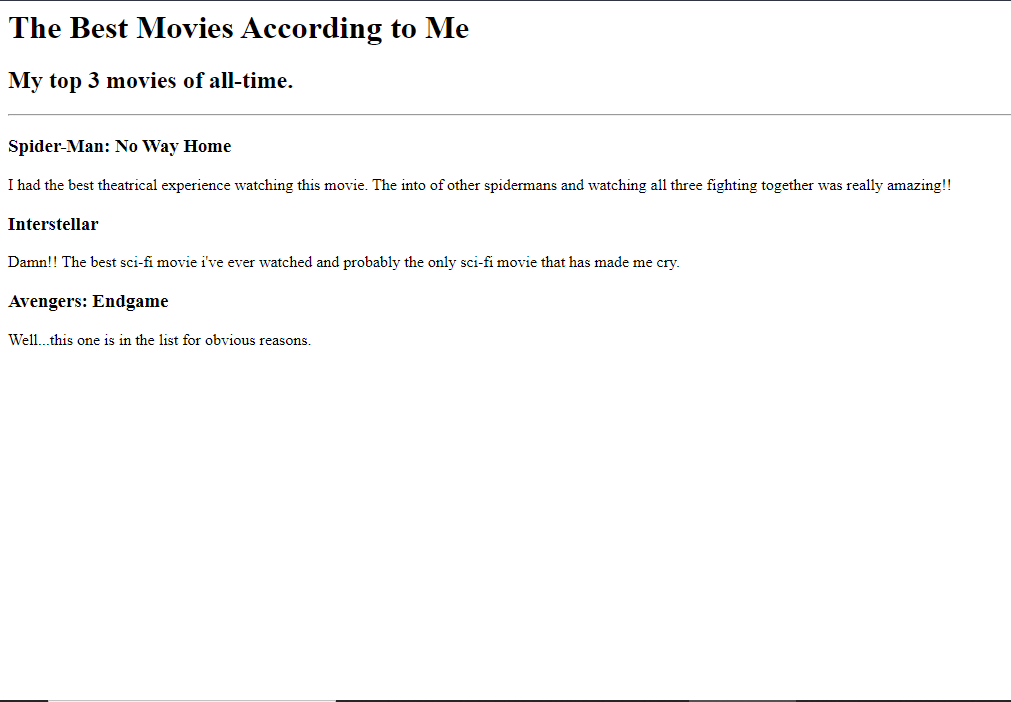 The Best Movies According to Me
My top 3 movies of all-time.
Spider-Man: No Way Home
I had the best theatrical experience watching this movie. The into of other spidermans and watching all three fighting together was really amazing!!
Interstellar
Damn!! The best sci-fi movie i've ever watched and probably the only sci-fi movie that has made me cry.
Avengers: Endgame
Well...this one is in the list for obvious reasons.